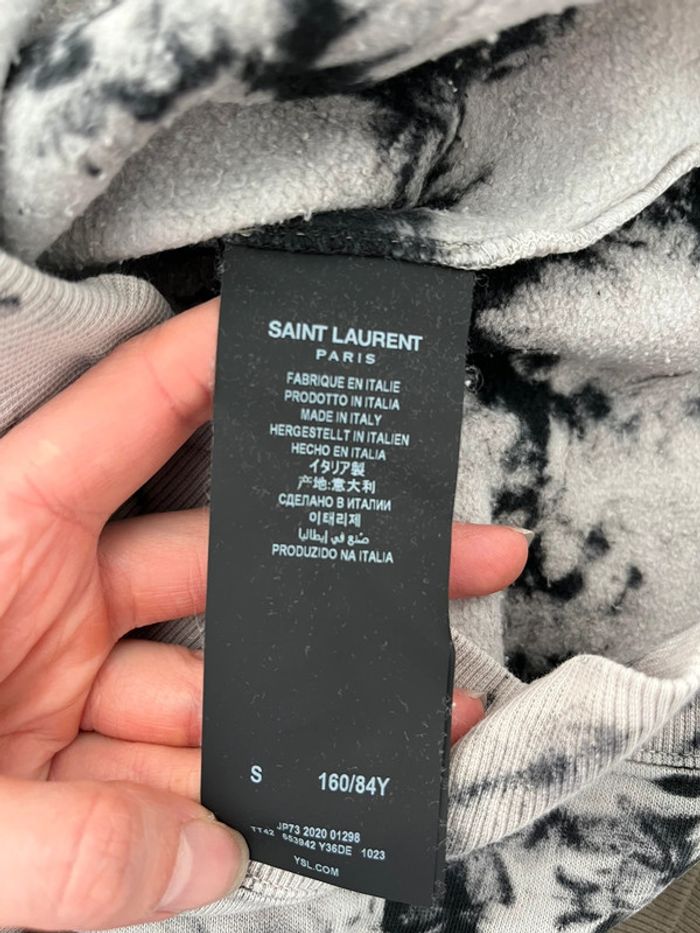 SAINT LAURENT
PARIS
FABRIQUE EN ITALIE
PRODOTTO IN ITALIA
MADE IN ITALY
HERGESTELLT IN ITALIEN
HECHO EN ITALIA
イタリア製
产地:意大利
СДЕЛАНО В ИТАЛИИ
이태리제
صنع في إيطاليا
PRODUZIDO NA ITALIA
S 160/84Y
JP73 2020 01298
TT42 653942 Y36DE 1023
YSL.COM